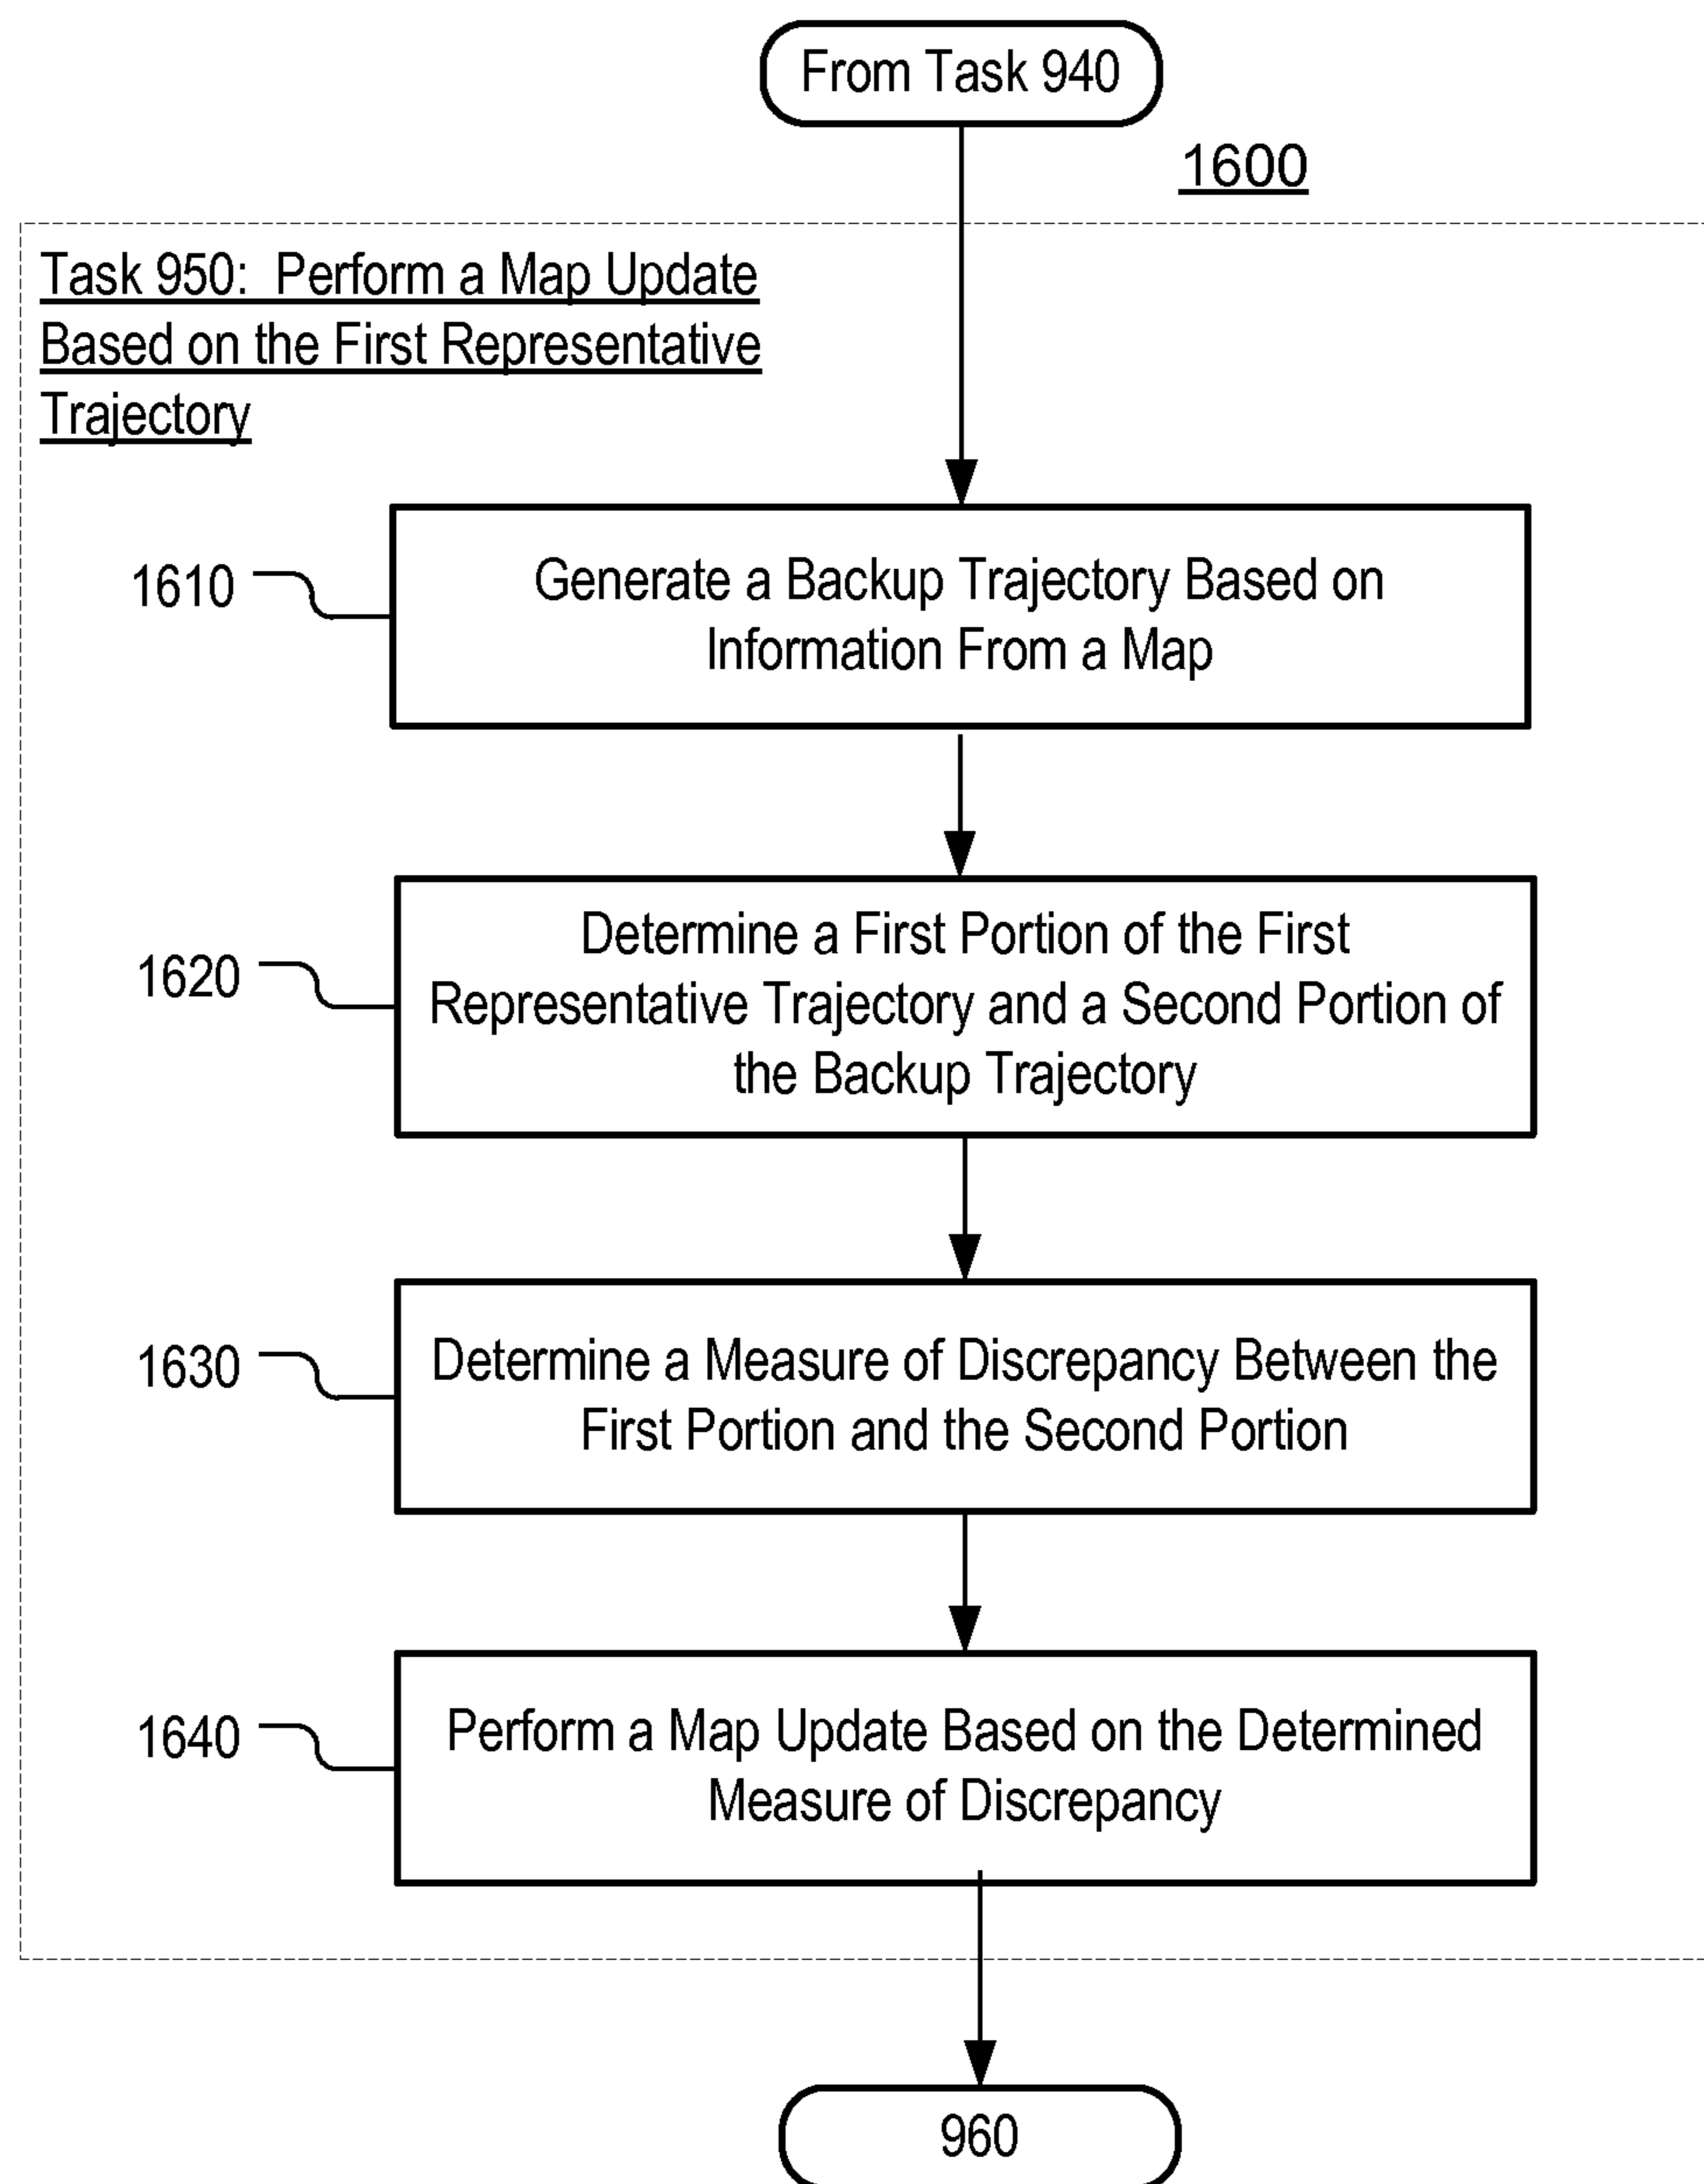 From Task 940
1600
Task 950: Perform a Map Update
Based on the First Representative
Trajectory
1610
Generate a Backup Trajectory Based on
Information From a Map
1620
Determine a First Portion of the First
Representative Trajectory and a Second Portion of
the Backup Trajectory
1630
Determine a Measure of Discrepancy Between the
First Portion and the Second Portion
1640
Perform a Map Update Based on the Determined
Measure of Discrepancy
960